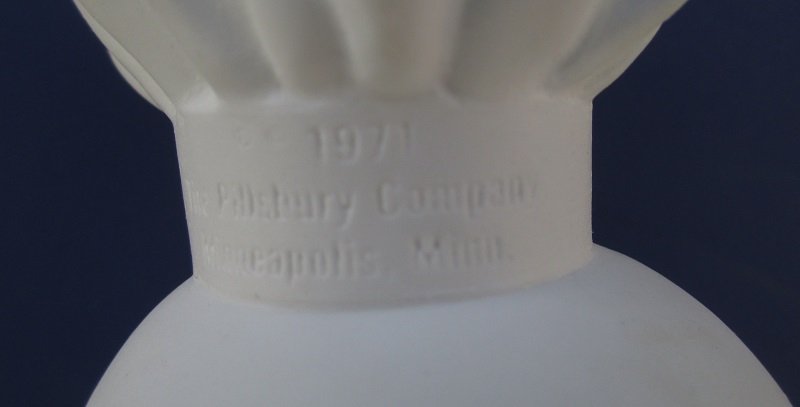 © 1971
The Pillsbury Company
Minneapolis Minn.